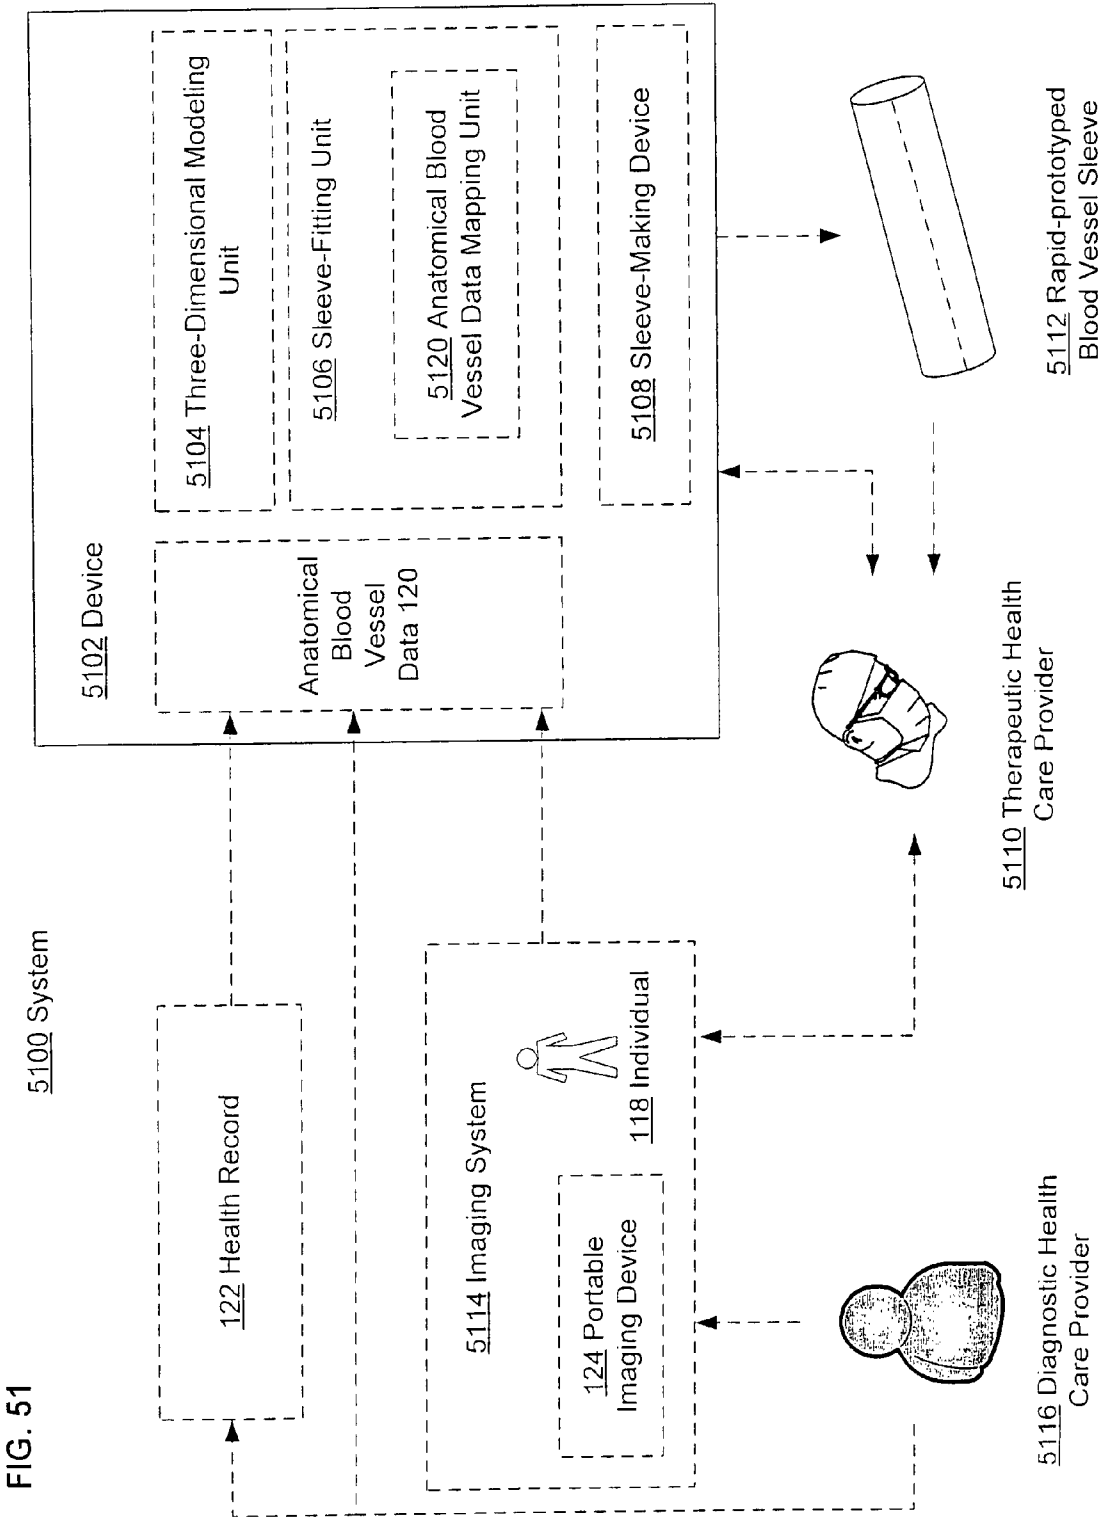 FIG. 51
5100 System
122 Health Record
5114 Imaging System
124 Portable
Imaging Device
118 Individual
5116 Diagnostic Health
Care Provider
5102 Device
Anatomical
Blood
Vessel
Data 120
5104 Three-Dimensional Modeling
Unit
5106 Sleeve-Fitting Unit
5120 Anatomical Blood
Vessel Data Mapping Unit
5108 Sleeve-Making Device
5110 Therapeutic Health
Care Provider
5112 Rapid-prototyped
Blood Vessel Sleeve